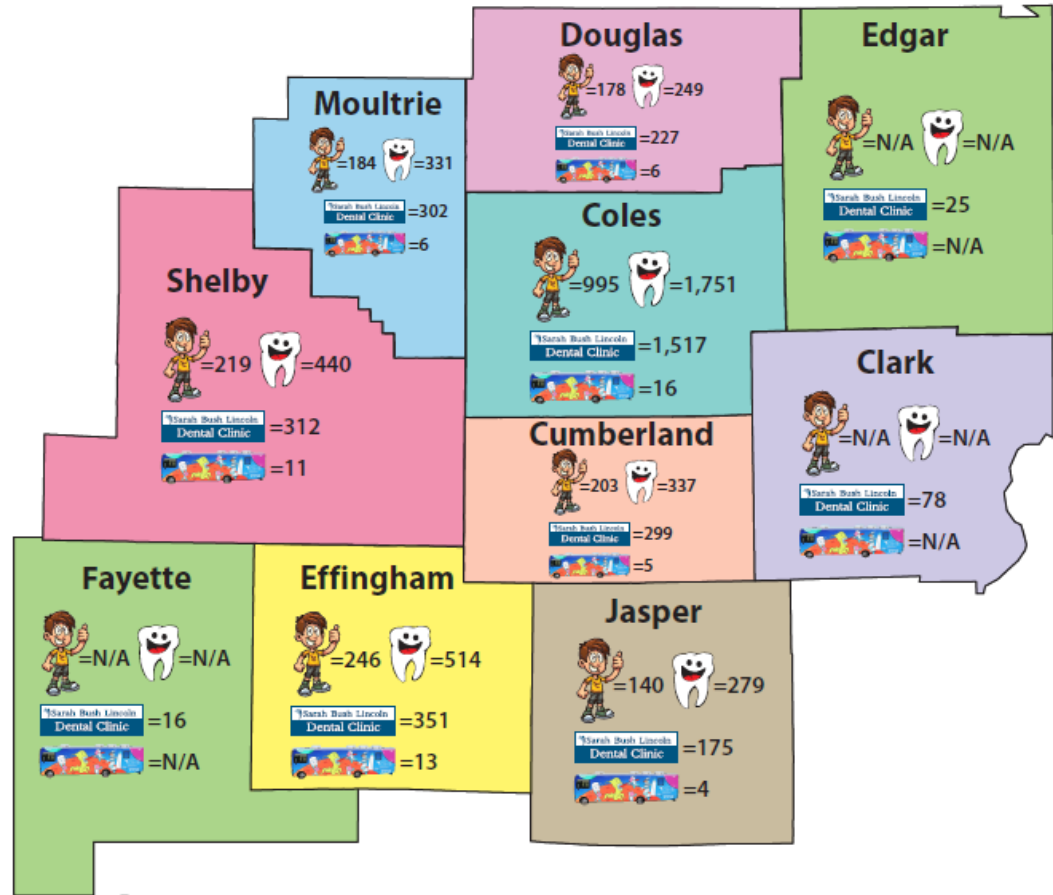 Douglas
=178 =249
Sarah Bush Lincoln
Dental Clinic =227
=6
Edgar
=N/A =N/A
Sarah Bush Lincoln
Dental Clinic =25
=N/A
Moultrie
=184 =331
Sarah Bush Lincoln
Dental Clinic =302
=6
Coles
=995 =1,751
Sarah Bush Lincoln
Dental Clinic =1,517
=16
Shelby
=219 =440
Sarah Bush Lincoln
Dental Clinic =312
=11
Clark
=N/A =N/A
Sarah Bush Lincoln
Dental Clinic =78
=N/A
Cumberland
=203 =337
Sarah Bush Lincoln
Dental Clinic =299
=5
Fayette
=N/A =N/A
Sarah Bush Lincoln
Dental Clinic =16
=N/A
Effingham
=246 =514
Sarah Bush Lincoln
Dental Clinic =351
=13
Jasper
=140 =279
Sarah Bush Lincoln
Dental Clinic =175
=4